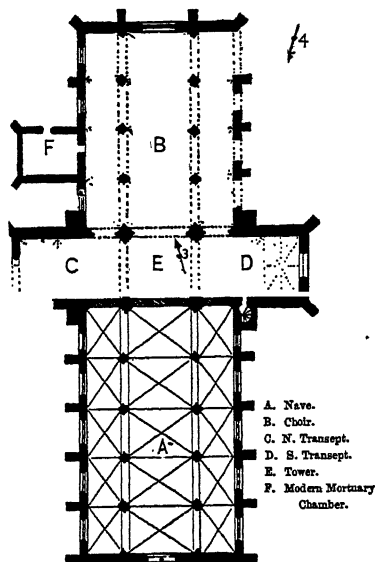 4
F
B
C
E
3
D
A
A. Nave.
B. Choir.
C. N. Transept.
D. S. Transept.
E. Tower.
F. Modern Mortuary
Chamber.